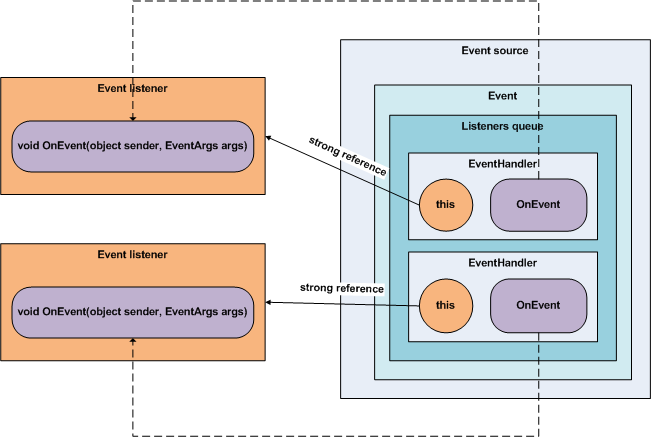 Event source
Event
Listeners queue
EventHandler
this
OnEvent
EventHandler
this
OnEvent
strong reference
strong reference
Event listener
void OnEvent(object sender, EventArgs args)
Event listener
void OnEvent(object sender, EventArgs args)